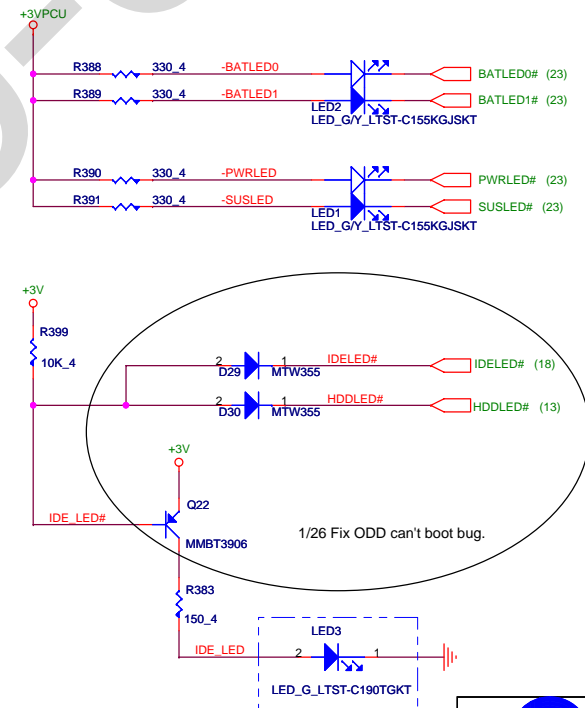 +3VPCU
R388 330_4 -BATLED0 BATLED0# (23)
R389 330_4 -BATLED1 BATLED1# (23)
LED2
LED_G/Y_LTST-C155KGJSKT
R390 330_4 -PWRLED PWRLED# (23)
R391 330_4 -SUSLED SUSLED# (23)
LED1
LED_G/Y_LTST-C155KGJSKT
+3V
R399
10K_4
2 1 IDELED# IDELED# (18)
D29 MTW355
2 1 HDDLED# HDDLED# (13)
D30 MTW355
+3V
Q22
IDE_LED#
MMBT3906
1/26 Fix ODD can't boot bug.
R383
150_4
LED3
IDE_LED 2 1
LED_G_LTST-C190TGKT